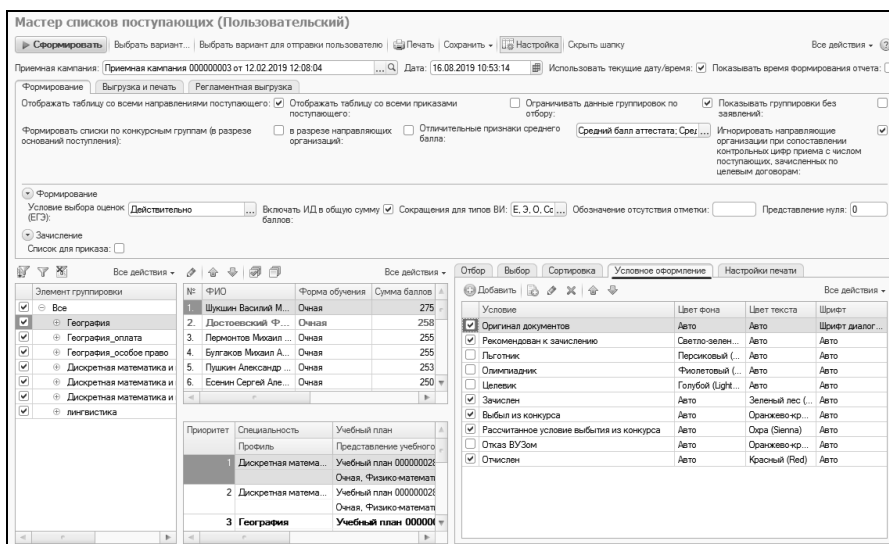 Мастер списков поступающих (Пользовательский)
Сформировать Выбрать вариант... Выбрать вариант для отправки пользователю Печать Сохранить Настройка Скрыть шапку Все действия
Приемная кампания: Приемная кампания 000000003 от 12.02.2019 12:08:04 ... Дата: 16.08.2019 10:53:14 Использовать текущие дату/время: Показывать время формирования отчета:
Формирование Выгрузка и печать Регламентная выгрузка
Отображать таблицу со всеми направлениями поступающего: Отображать таблицу со всеми приказами поступающего: Ограничивать данные группировок по отбору: Показывать группировки без заявлений:
Формировать списки по конкурсным группам (в разрезе оснований поступления): в разрезе направляющих организаций: Отличительные признаки среднего балла: Средний балл аттестата; Сред ... Игнорировать направляющие организации при сопоставлении контрольных цифр приема с числом поступающих, зачисленных по целевым договорам:
Формирование
Условие выбора оценок (ЕГЭ): Действительно ... Включать ИД в общую сумму баллов: Сокращения для типов ВИ: Е, Э, О, Сс ... Обозначение отсутствия отметки: Представление нуля: 0
Зачисление
Список для приказа:
Все действия
Элемент группировки
Все
География
География_оплата
География_особое право
Дискретная математика и
Дискретная математика и
Дискретная математика и
лингвистика
Все действия
№ ФИО Форма обучения Сумма баллов
1. Шукшин Василий М... Очная 275
2. Достоевский Ф... Очная 258
3. Лермонтов Михаил ... Очная 255
4. Булгаков Михаил А... Очная 255
5. Пушкин Александр ... Очная 253
6. Есенин Сергей Але... Очная 250
Приоритет Специальность Учебный план
Профиль Представление учебного
1 Дискретная матема... Учебный план 000000028
Очная, Физико-математ
2 Дискретная матема... Учебный план 000000028
Очная, Физико-математ
3 География Учебный план 00000
Отбор Выбор Сортировка Условное оформление Настройки печати
Добавить Все действия
Условие Цвет фона Цвет текста Шрифт
Оригинал документов Авто Авто Шрифт диалог...
Рекомендован к зачислению Светло-зелен... Авто Авто
Льготник Персиковый (... Авто Авто
Олимпиадник Фиолетовый (... Авто Авто
Целевик Голубой (Light... Авто Авто
Зачислен Авто Зеленый лес (... Авто
Выбыл из конкурса Авто Оранжево-кр... Авто
Рассчитанное условие выбытия из конкурса Авто Охра (Sienna) Авто
Отказ ВУЗом Авто Оранжево-кр... Авто
Отчислен Авто Красный (Red) Авто